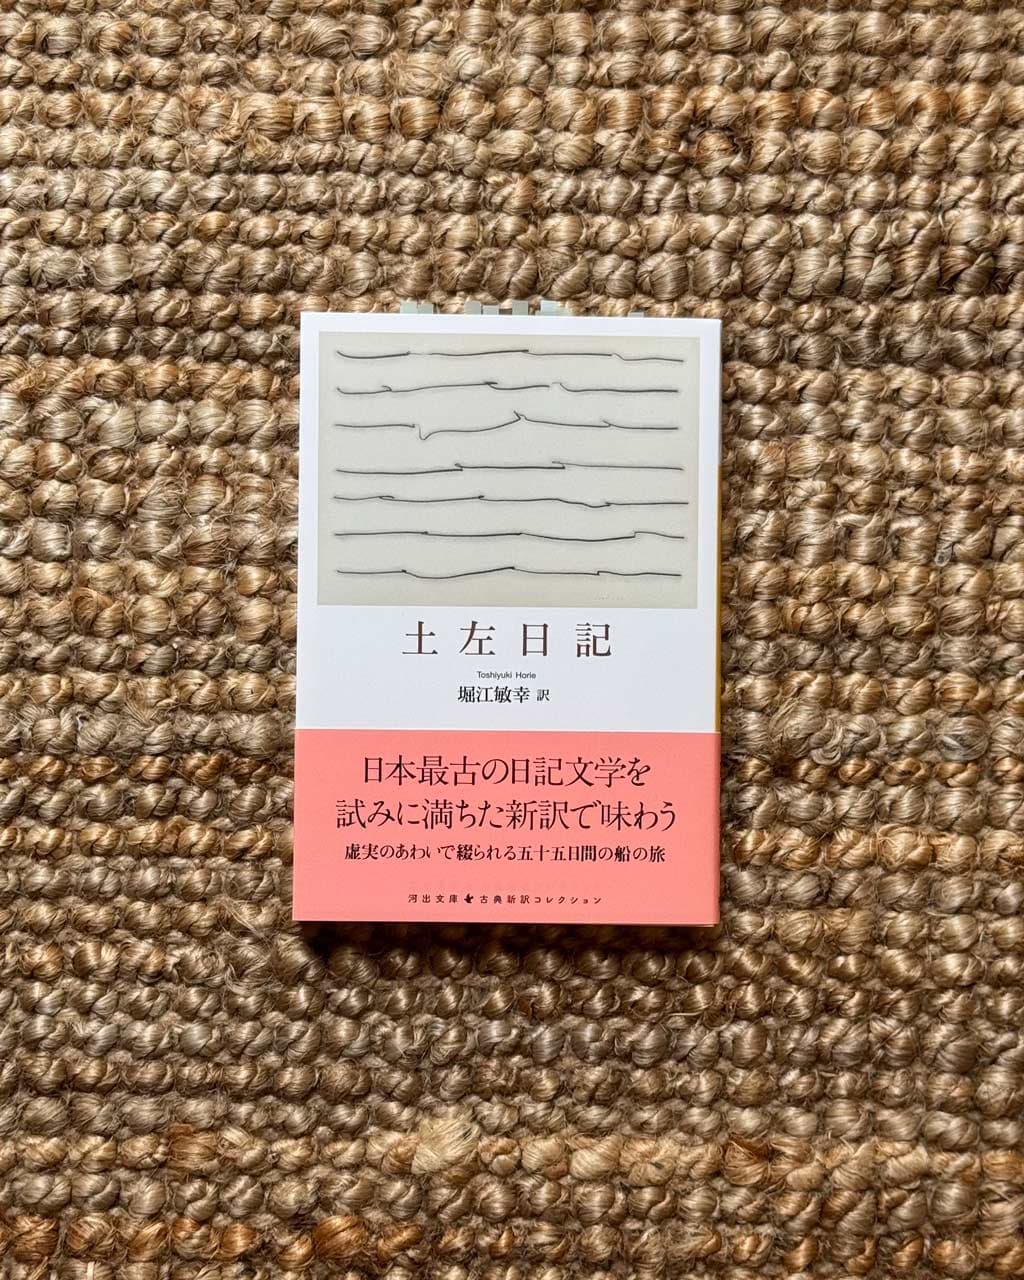 土左日記
Toshiyuki Horie
堀江敏幸 訳
日本最古の日記文学を
試みに満ちた新訳で味わう
虚実のあわいで綴られる五十五日間の船の旅
河出文庫 古典新訳コレクション